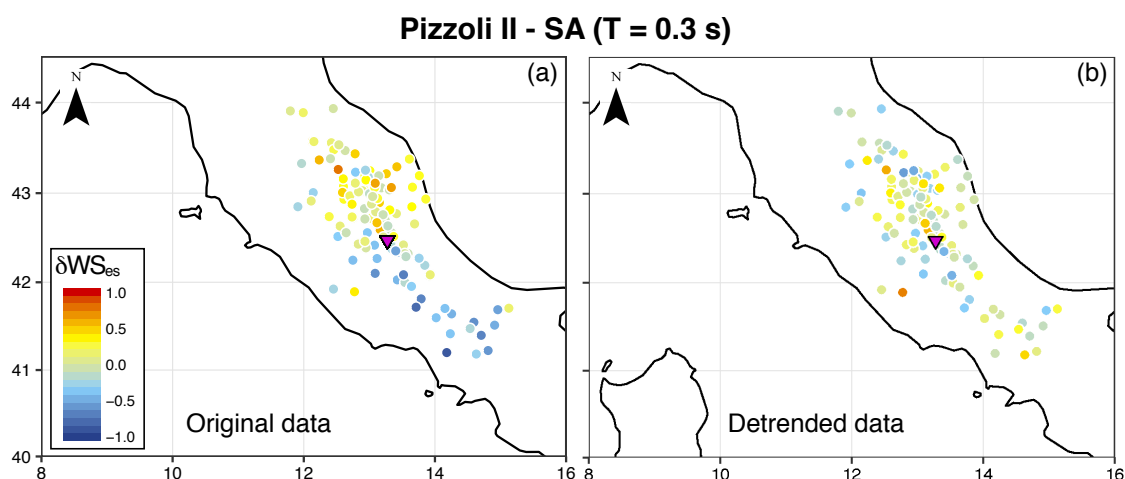 Pizzoli II - SA (T = 0.3 s)
(a)
(b)
N
N
44
43
42
41
40
δWSes
1.0
0.5
0.0
−0.5
−1.0
Original data
Detrended data
8 10 12 14 16
8 10 12 14 16